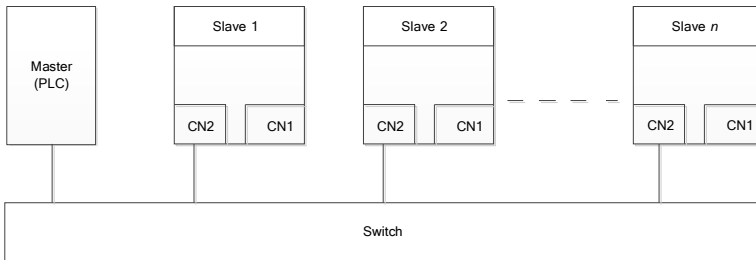 Master
(PLC)
Slave 1
CN2
CN1
Slave 2
CN2
CN1
Slave n
CN2
CN1
Switch